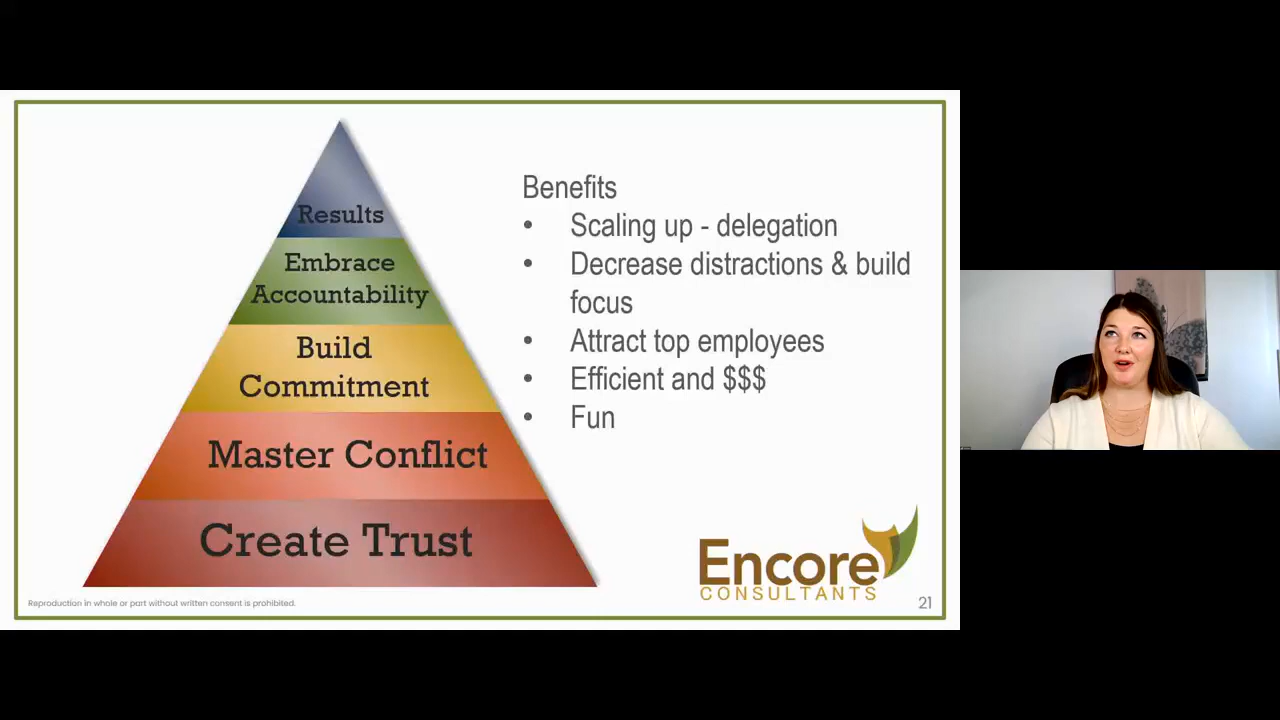 Results
Embrace
Accountability
Build
Commitment
Master Conflict
Create Trust
Benefits
• Scaling up - delegation
• Decrease distractions & build
focus
• Attract top employees
• Efficient and $$$
• Fun
Encore
CONSULTANTS
Reproduction in whole or part without written consent is prohibited.
21